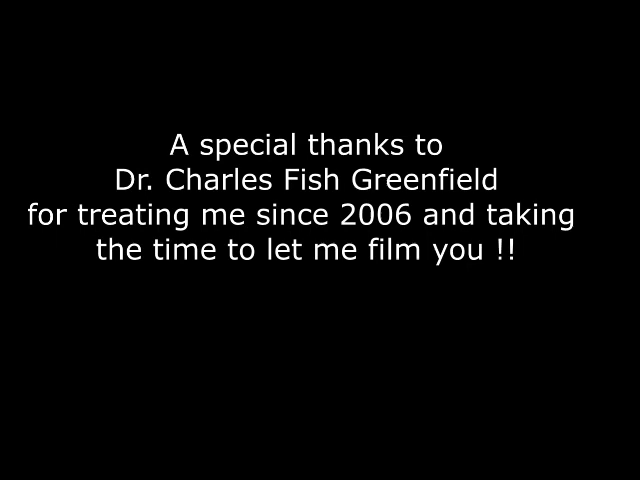 A special thanks to
Dr. Charles Fish Greenfield
for treating me since 2006 and taking
the time to let me film you !!